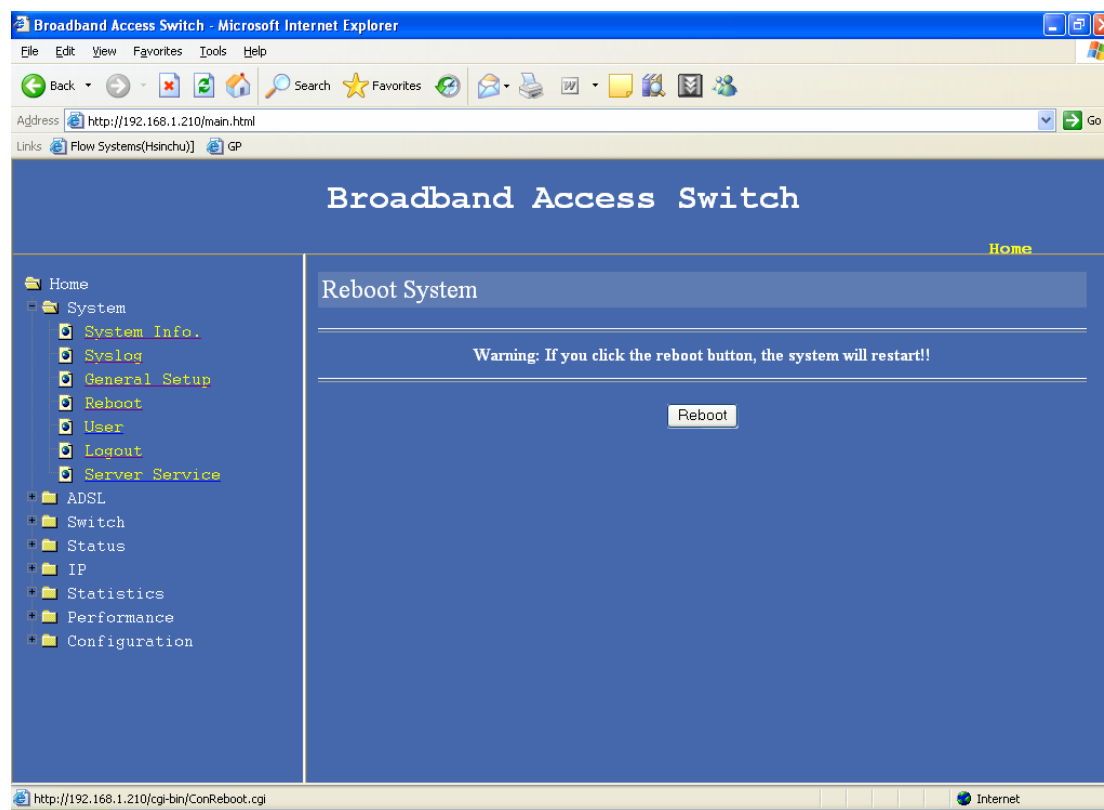 Broadband Access Switch - Microsoft Internet Explorer
File Edit View Favorites Tools Help
Back Search Favorites
Address http://192.168.1.210/main.html Go
Links Flow Systems(Hsinchu)] GP
Broadband Access Switch
Home
Home
System
System Info.
Syslog
General Setup
Reboot
User
Logout
Server Service
ADSL
Switch
Status
IP
Statistics
Performance
Configuration
Reboot System
Warning: If you click the reboot button, the system will restart!!
Reboot
http://192.168.1.210/cgi-bin/ConReboot.cgi Internet